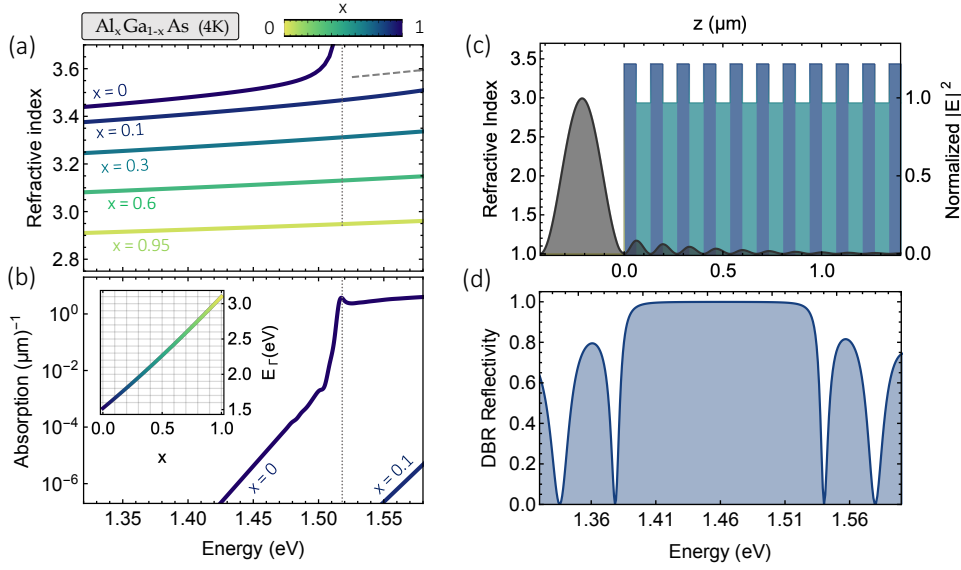 AlxGa1-xAs (4K)
x
0
1
(a)
3.6
3.4
3.2
3.0
2.8
Refractive index
x = 0
x = 0.1
x = 0.3
x = 0.6
x = 0.95
(b)
10⁰
10⁻²
10⁻⁴
10⁻⁶
Absorption (μm)⁻¹
3.1
2.5
1.8
1.5
EΓ(eV)
0.0 0.5 1.0
x
x = 0
x = 0.1
1.35 1.40 1.45 1.50 1.55
Energy (eV)
(c)
z (μm)
3.5
3.0
2.5
2.0
1.5
1.0
Refractive Index
1.0
0.5
0.0
Normalized |E|²
0.0 0.5 1.0
(d)
1.0
0.8
0.6
0.4
0.2
0.0
DBR Reflectivity
1.36 1.41 1.46 1.51 1.56
Energy (eV)